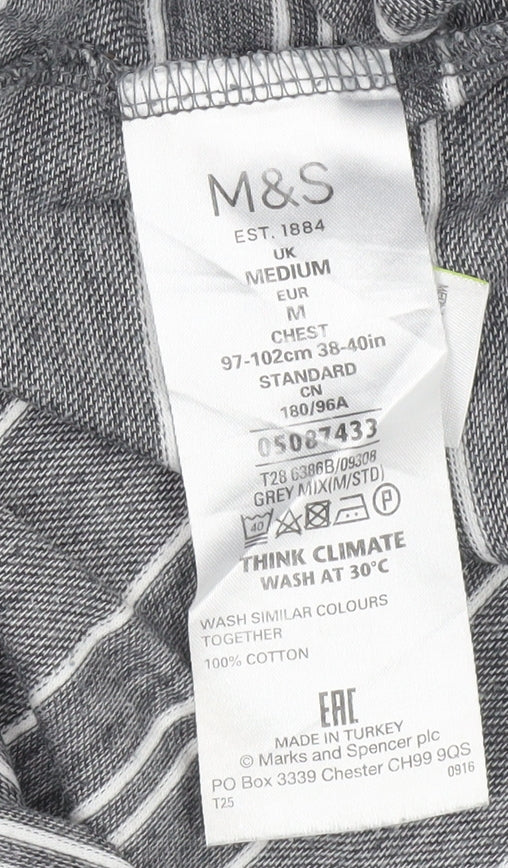 M&S
EST. 1884
UK
MEDIUM
EUR
M
CHEST
97-102cm 38-40in
STANDARD
CN
180/96A
05087433
T28 6386B/09308
GREY MIX(M/STD)
40
P
THINK CLIMATE
WASH AT 30°C
WASH SIMILAR COLOURS
TOGETHER
100% COTTON
EAC
MADE IN TURKEY
© Marks and Spencer plc
PO Box 3339 Chester CH99 9QS
T25 0916